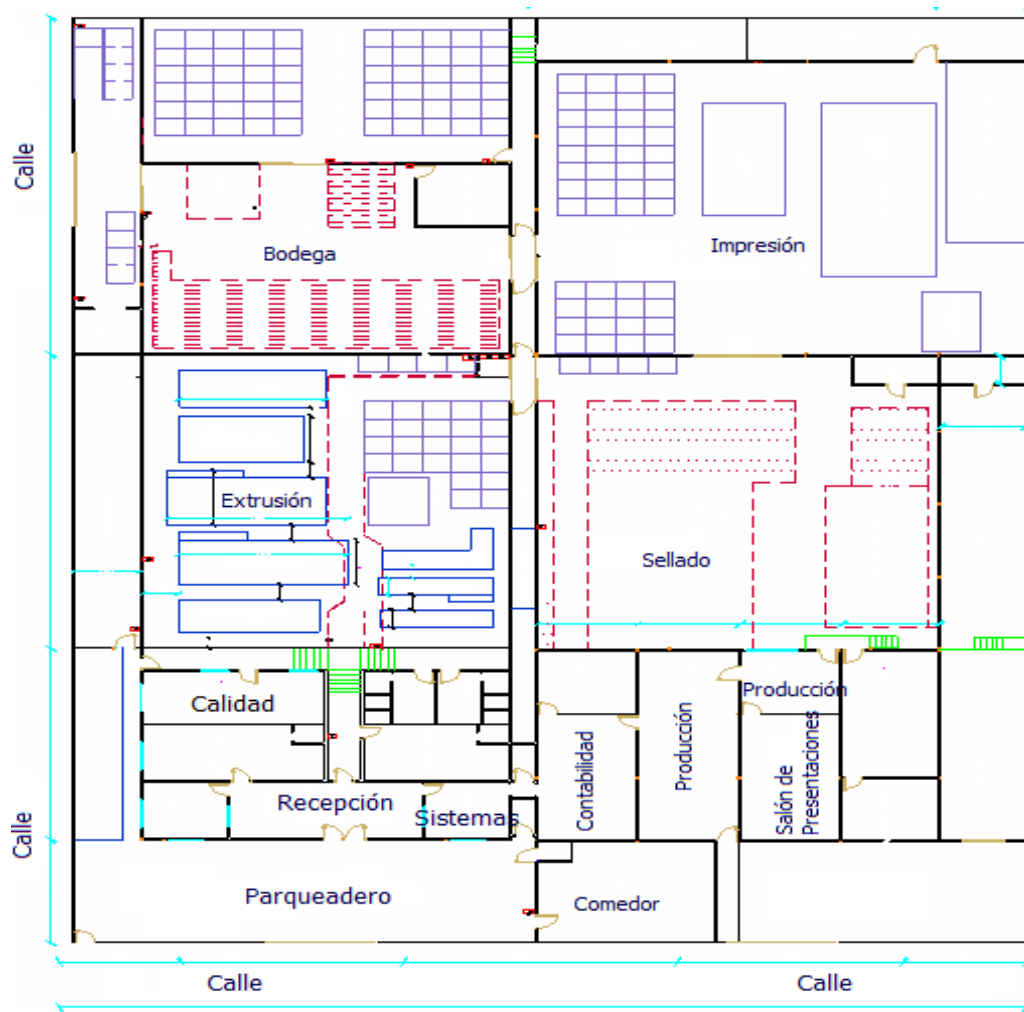 Calle
Impresión
Bodega
Extrusión
Sellado
Calidad
Producción
Producción
Contabilidad
Salón de
Presentaciones
Recepción
Sistemas
Calle
Parqueadero
Comedor
Calle
Calle